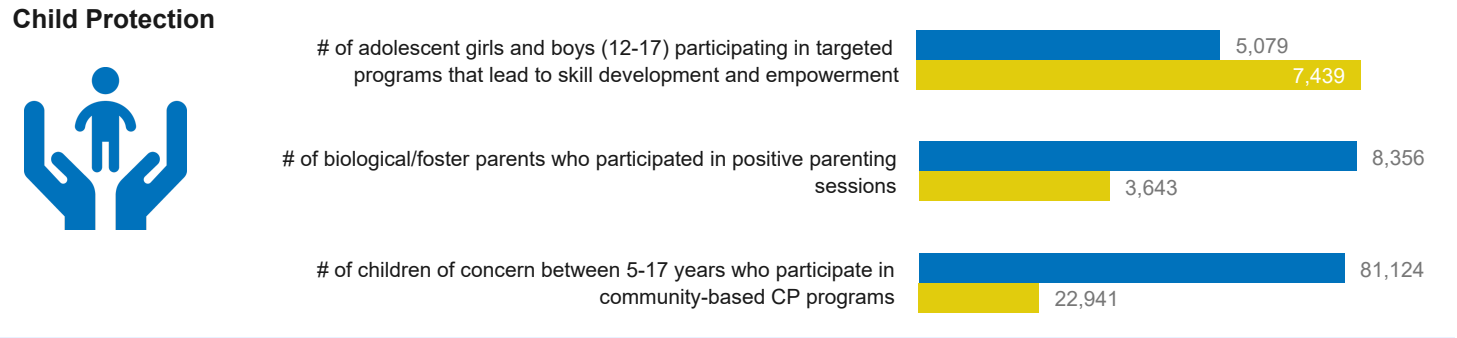 Child Protection
# of adolescent girls and boys (12-17) participating in targeted
programs that lead to skill development and empowerment
5,079
7,439
# of biological/foster parents who participated in positive parenting
sessions
8,356
3,643
# of children of concern between 5-17 years who participate in
community-based CP programs
81,124
22,941